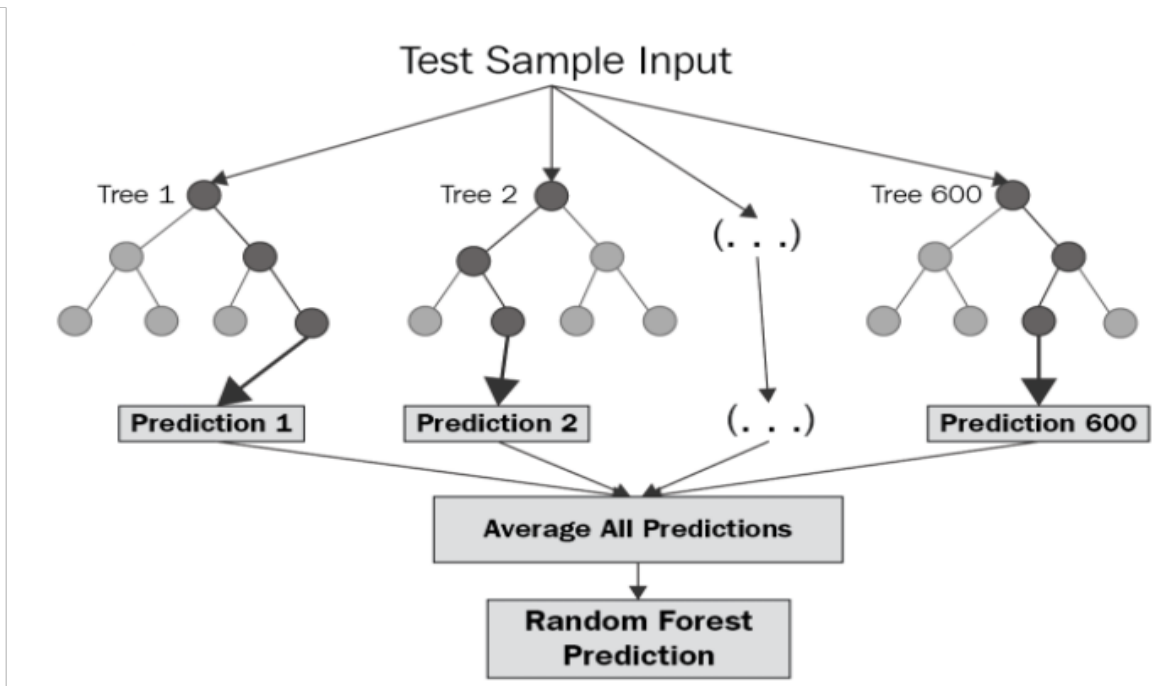 Test Sample Input
Tree 1
Tree 2
Tree 600
(. . .)
Prediction 1
Prediction 2
(. . .)
Prediction 600
Average All Predictions
Random Forest
Prediction